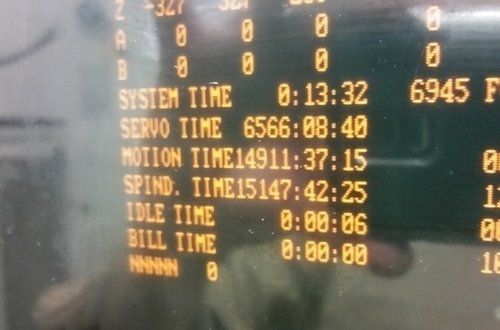 Z -327 327
A 0 0 0 0
B 0 0 0 0
SYSTEM TIME 0:13:32 6945 F
SERVO TIME 6566:08:40
MOTION TIME14911:37:15
SPIND. TIME15147:42:25
IDLE TIME 0:00:06
BILL TIME 0:00:00
NNNNN 0